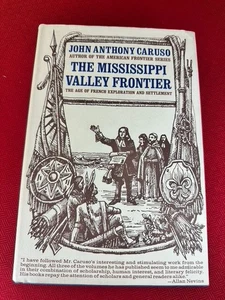 JOHN ANTHONY CARUSO
AUTHOR OF THE AMERICAN FRONTIER SERIES
THE MISSISSIPPI
VALLEY FRONTIER
THE AGE OF FRENCH EXPLORATION AND SETTLEMENT
"I have followed Mr. Caruso's interesting and stimulating work from the
beginning. All three of the volumes he has published seem to me admirable
in their combination of scholarship, human interest, and literary felicity.
His books repay the attention of scholars and general readers alike."
—Allan Nevins